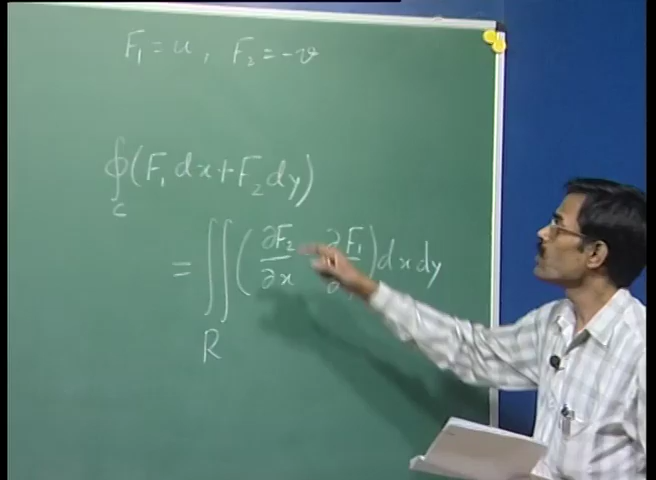 F₁ = u , F₂ = -v
∮_C (F₁ dx + F₂ dy)
= ∬_R (∂F₂/∂x ∂F₁/∂ ) dx dy